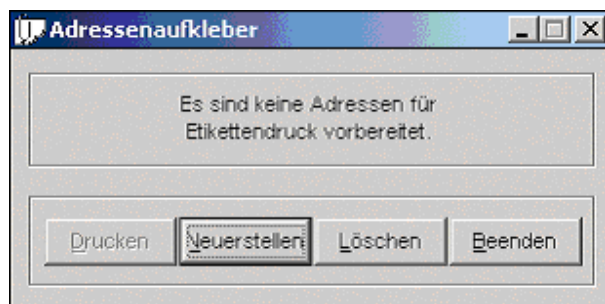 Adressenaufkleber
Es sind keine Adressen für
Etikettendruck vorbereitet.
Drucken Neuerstellen Löschen Beenden